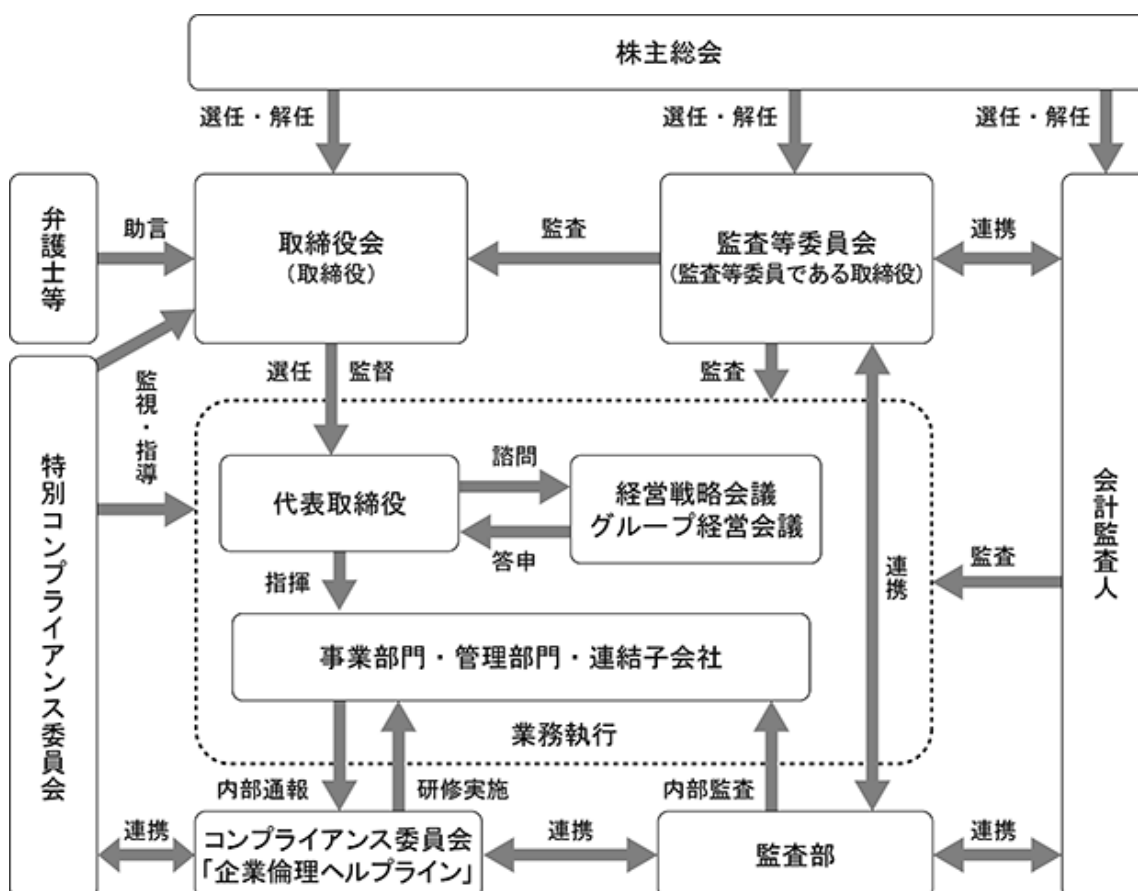 株主総会
選任・解任
選任・解任
選任・解任
弁護士等
助言
取締役会
（取締役）
監査
監査等委員会
（監査等委員である取締役）
連携
会計監査人
監視・指導
選任
監督
監査
特別コンプライアンス委員会
代表取締役
諮問
答申
経営戦略会議
グループ経営会議
連携
監査
指揮
事業部門・管理部門・連結子会社
業務執行
内部通報
研修実施
内部監査
連携
コンプライアンス委員会
「企業倫理ヘルプライン」
連携
監査部
連携